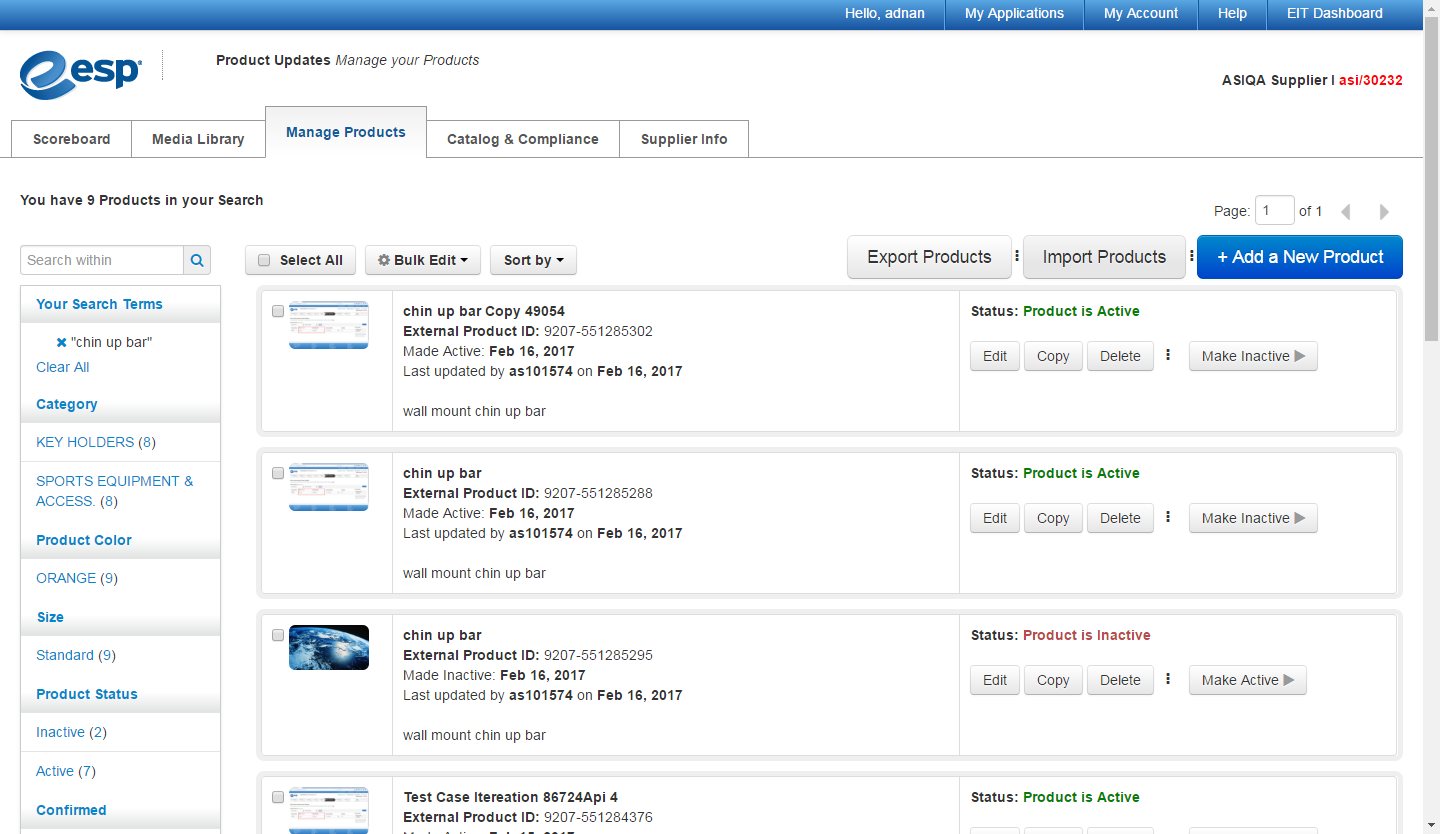 Hello, adnan My Applications My Account Help EIT Dashboard
esp
Product Updates Manage your Products
ASIQA Supplier I asi/30232
Scoreboard Media Library Manage Products Catalog & Compliance Supplier Info
You have 9 Products in your Search
Page: 1 of 1
Search within
Select All Bulk Edit Sort by Export Products Import Products + Add a New Product
Your Search Terms
"chin up bar"
Clear All
Category
KEY HOLDERS (8)
SPORTS EQUIPMENT &
ACCESS. (8)
Product Color
ORANGE (9)
Size
Standard (9)
Product Status
Inactive (2)
Active (7)
Confirmed
chin up bar Copy 49054
External Product ID: 9207-551285302
Made Active: Feb 16, 2017
Last updated by as101574 on Feb 16, 2017
wall mount chin up bar
Status: Product is Active
Edit Copy Delete Make Inactive
chin up bar
External Product ID: 9207-551285288
Made Active: Feb 16, 2017
Last updated by as101574 on Feb 16, 2017
wall mount chin up bar
Status: Product is Active
Edit Copy Delete Make Inactive
chin up bar
External Product ID: 9207-551285295
Made Inactive: Feb 16, 2017
Last updated by as101574 on Feb 16, 2017
wall mount chin up bar
Status: Product is Inactive
Edit Copy Delete Make Active
Test Case Itereation 86724Api 4
External Product ID: 9207-551284376
Made Active: Feb 15, 2017
Status: Product is Active